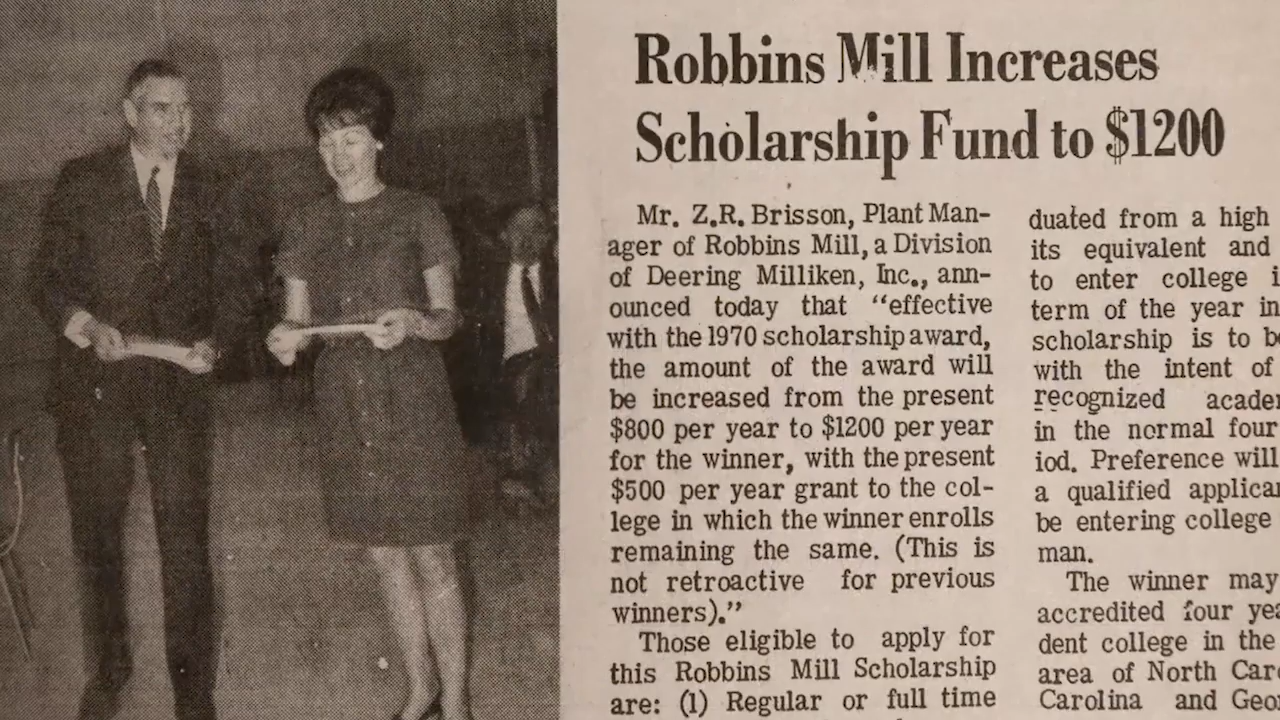 Robbins Mill Increases
Scholarship Fund to $1200
Mr. Z.R. Brisson, Plant Man-
ager of Robbins Mill, a Division
of Deering Milliken, Inc., ann-
ounced today that "effective
with the 1970 scholarship award,
the amount of the award will
be increased from the present
$800 per year to $1200 per year
for the winner, with the present
$500 per year grant to the col-
lege in which the winner enrolls
remaining the same. (This is
not retroactive for previous
winners)."
Those eligible to apply for
this Robbins Mill Scholarship
are: (1) Regular or full time
duated from a high
its equivalent and
to enter college
term of the year in
scholarship is to
with the intent of
recognized
in the normal four
iod. Preference will
a qualified
be entering college
man.
The winner may
accredited four
dent college in the
area of North
Carolina and